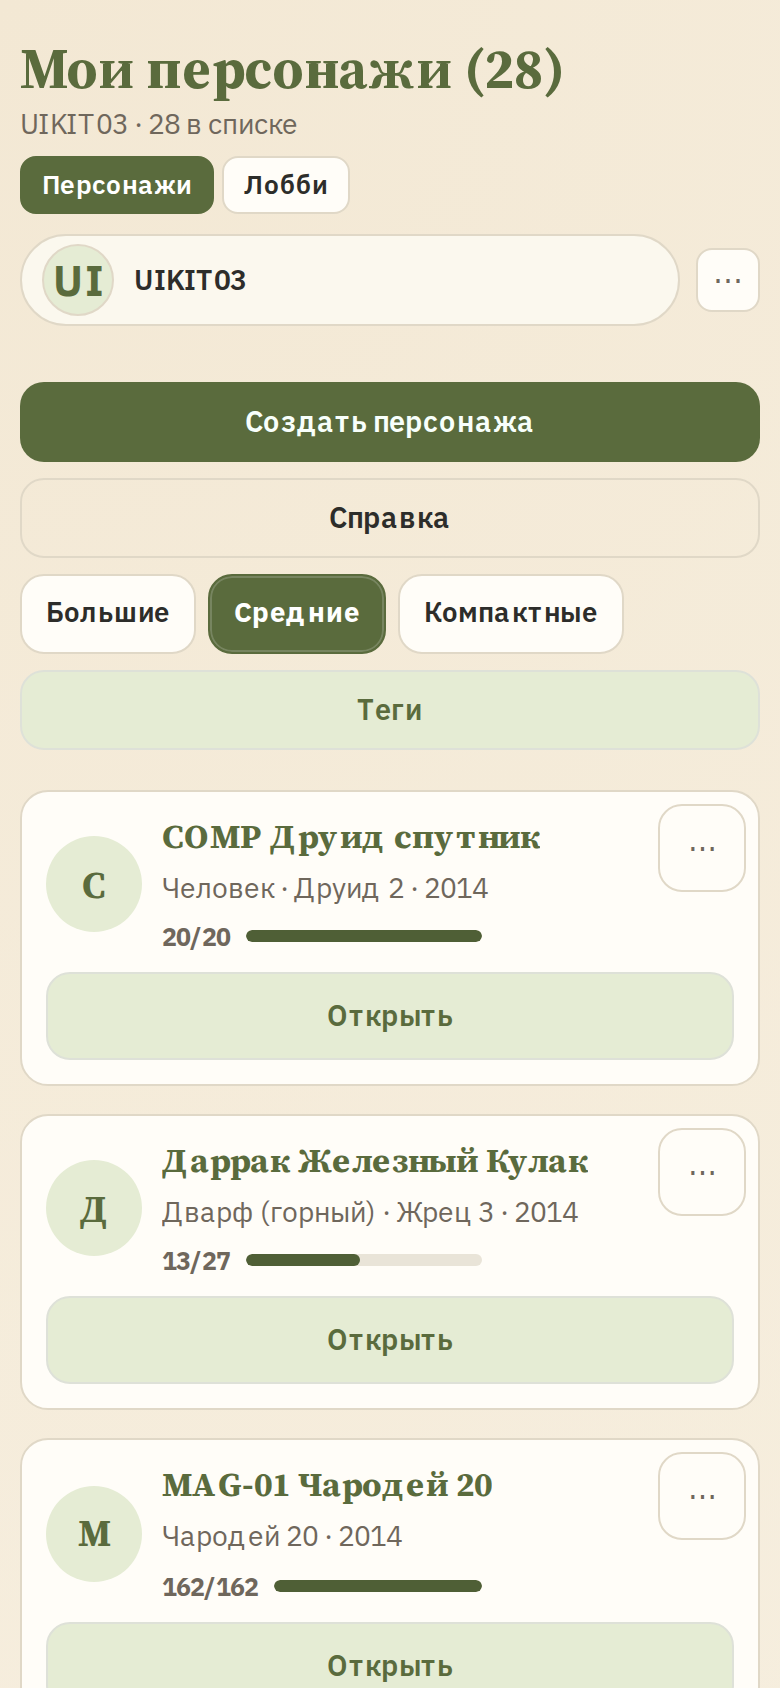 Мои персонажи (28)
UIKIT03 · 28 в списке
Персонажи Лобби
UI UIKIT03 ...
Создать персонажа
Справка
Большие Средние Компактные
Теги
COMP Друид спутник ...
С Человек · Друид 2 · 2014
20/20
Открыть
Даррак Железный Кулак ...
Д Дварф (горный) · Жрец 3 · 2014
13/27
Открыть
MAG-01 Чародей 20 ...
М Чародей 20 · 2014
162/162
Открыть